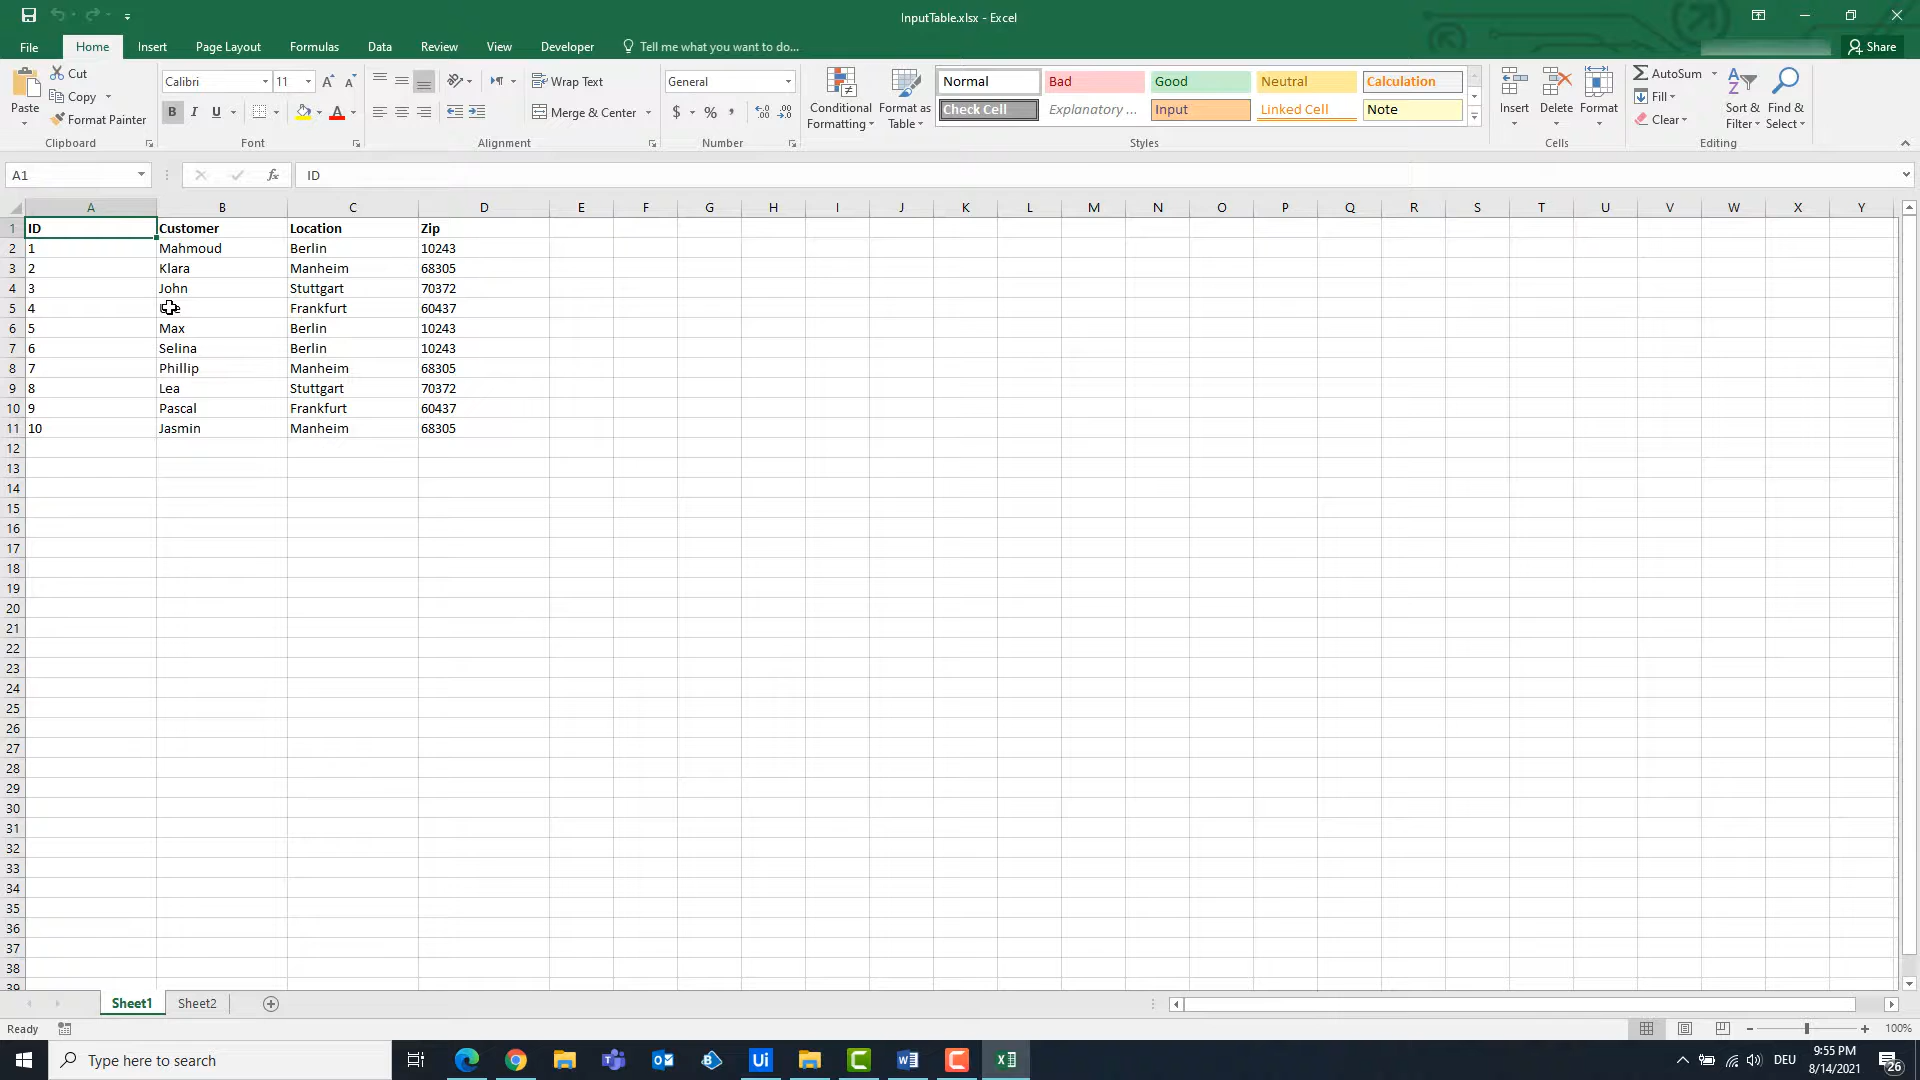 InputTable.xlsx - Excel
File Home Insert Page Layout Formulas Data Review View Developer Tell me what you want to do... Share
Paste Cut Copy Format Painter Clipboard
Calibri 11 B I U Font
Wrap Text Merge & Center Alignment
General $ % Number
Conditional Formatting Format as Table
Normal Bad Good Neutral Calculation
Check Cell Explanatory ... Input Linked Cell Note
Styles
Insert Delete Format Cells
AutoSum Fill Clear Sort & Filter Find & Select Editing
A1 fx ID
A B C D E F G H I J K L M N O P Q R S T U V W X Y
1 ID Customer Location Zip
2 1 Mahmoud Berlin 10243
3 2 Klara Manheim 68305
4 3 John Stuttgart 70372
5 4 Frankfurt 60437
6 5 Max Berlin 10243
7 6 Selina Berlin 10243
8 7 Phillip Manheim 68305
9 8 Lea Stuttgart 70372
10 9 Pascal Frankfurt 60437
11 10 Jasmin Manheim 68305
12
13
14
15
16
17
18
19
20
21
22
23
24
25
26
27
28
29
30
31
32
33
34
35
36
37
38
39
Sheet1 Sheet2
Ready 100%
Type here to search Ui DEU 9:55 PM
8/14/2021 26